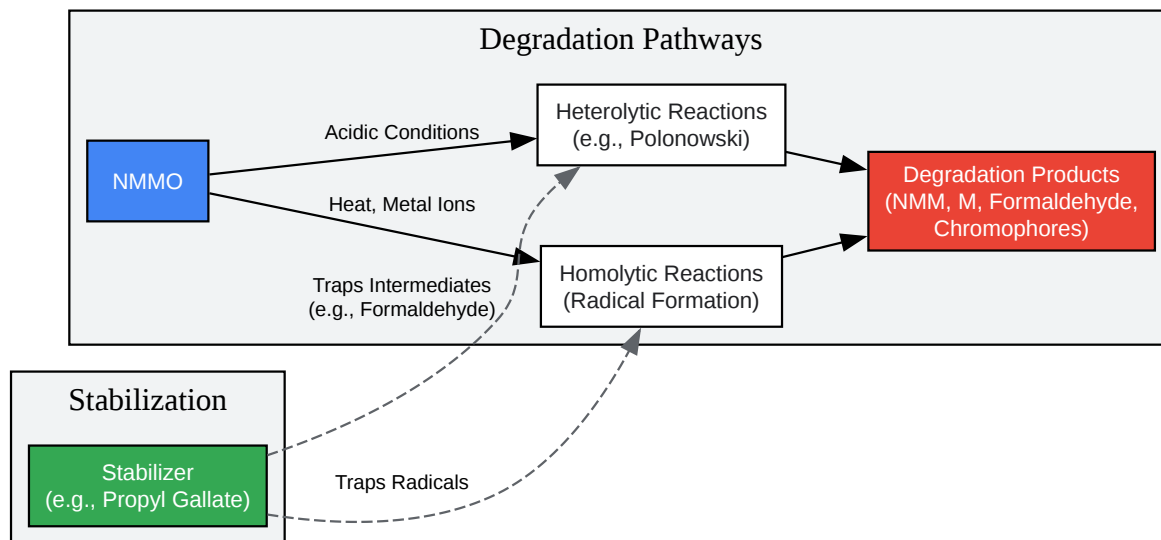 Degradation Pathways
Heterolytic Reactions
(e.g., Polonowski)
Acidic Conditions
NMMO
Degradation Products
(NMM, M, Formaldehyde,
Chromophores)
Heat, Metal Ions
Homolytic Reactions
(Radical Formation)
Traps Intermediates
(e.g., Formaldehyde)
Stabilization
Stabilizer
(e.g., Propyl Gallate)
Traps Radicals